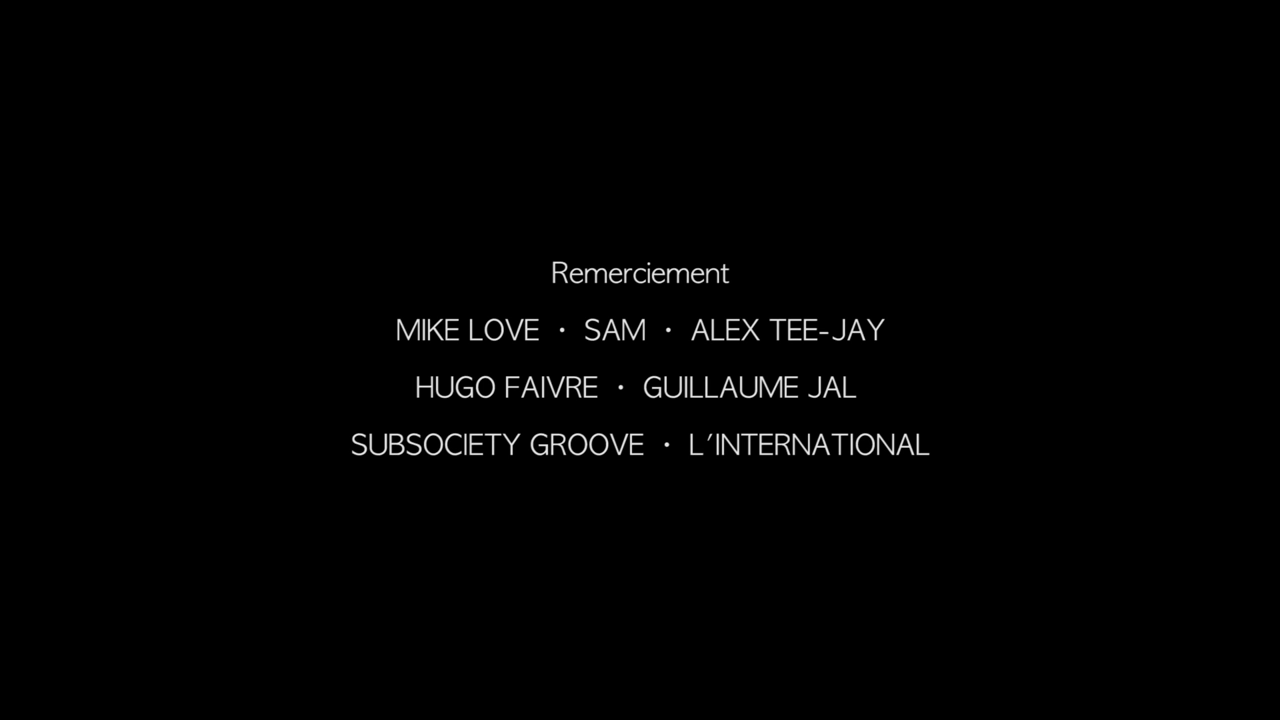 Remerciement
MIKE LOVE · SAM · ALEX TEE-JAY
HUGO FAIVRE · GUILLAUME JAL
SUBSOCIETY GROOVE · L'INTERNATIONAL